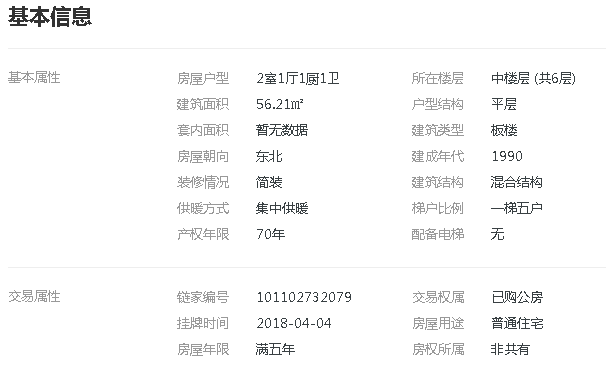 基本信息
基本属性 房屋户型 2室1厅1厨1卫 所在楼层 中楼层 (共6层)
建筑面积 56.21㎡ 户型结构 平层
套内面积 暂无数据 建筑类型 板楼
房屋朝向 东北 建成年代 1990
装修情况 简装 建筑结构 混合结构
供暖方式 集中供暖 梯户比例 一梯五户
产权年限 70年 配备电梯 无
交易属性 链家编号 101102732079 交易权属 已购公房
挂牌时间 2018-04-04 房屋用途 普通住宅
房屋年限 满五年 房权所属 非共有